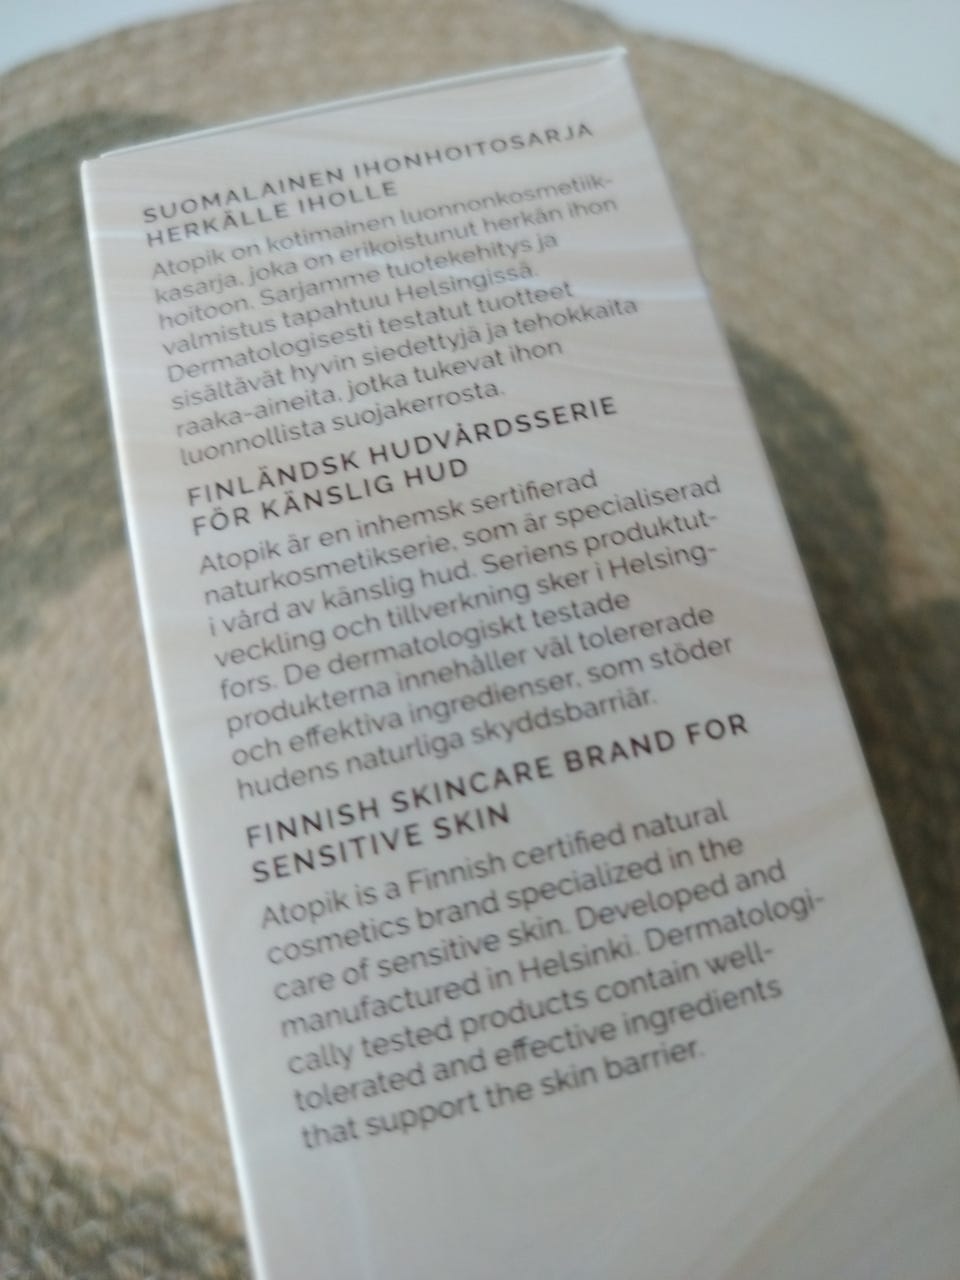 SUOMALAINEN IHONHOITOSARJA
HERKÄLLE IHOLLE
Atopik on kotimainen luonnonkosmetiik-
kasarja, joka on erikoistunut herkän ihon
hoitoon. Sarjamme tuotekehitys ja
valmistus tapahtuu Helsingissä.
Dermatologisesti testatut tuotteet
sisältävät hyvin siedettyjä ja tehokkaita
raaka-aineita, jotka tukevat ihon
luonnollista suojakerrosta.
FINLÄNDSK HUDVÅRDSSERIE
FÖR KÄNSLIG HUD
Atopik är en inhemsk sertifierad
naturkosmetikserie, som är specialiserad
i vård av känslig hud. Seriens produktut-
veckling och tillverkning sker i Helsing-
fors. De dermatologiskt testade
produkterna innehåller väl tolererade
och effektiva ingredienser, som stöder
hudens naturliga skyddsbarriär.
FINNISH SKINCARE BRAND FOR
SENSITIVE SKIN
Atopik is a Finnish certified natural
cosmetics brand specialized in the
care of sensitive skin. Developed and
manufactured in Helsinki. Dermatologi-
cally tested products contain well-
tolerated and effective ingredients
that support the skin barrier.